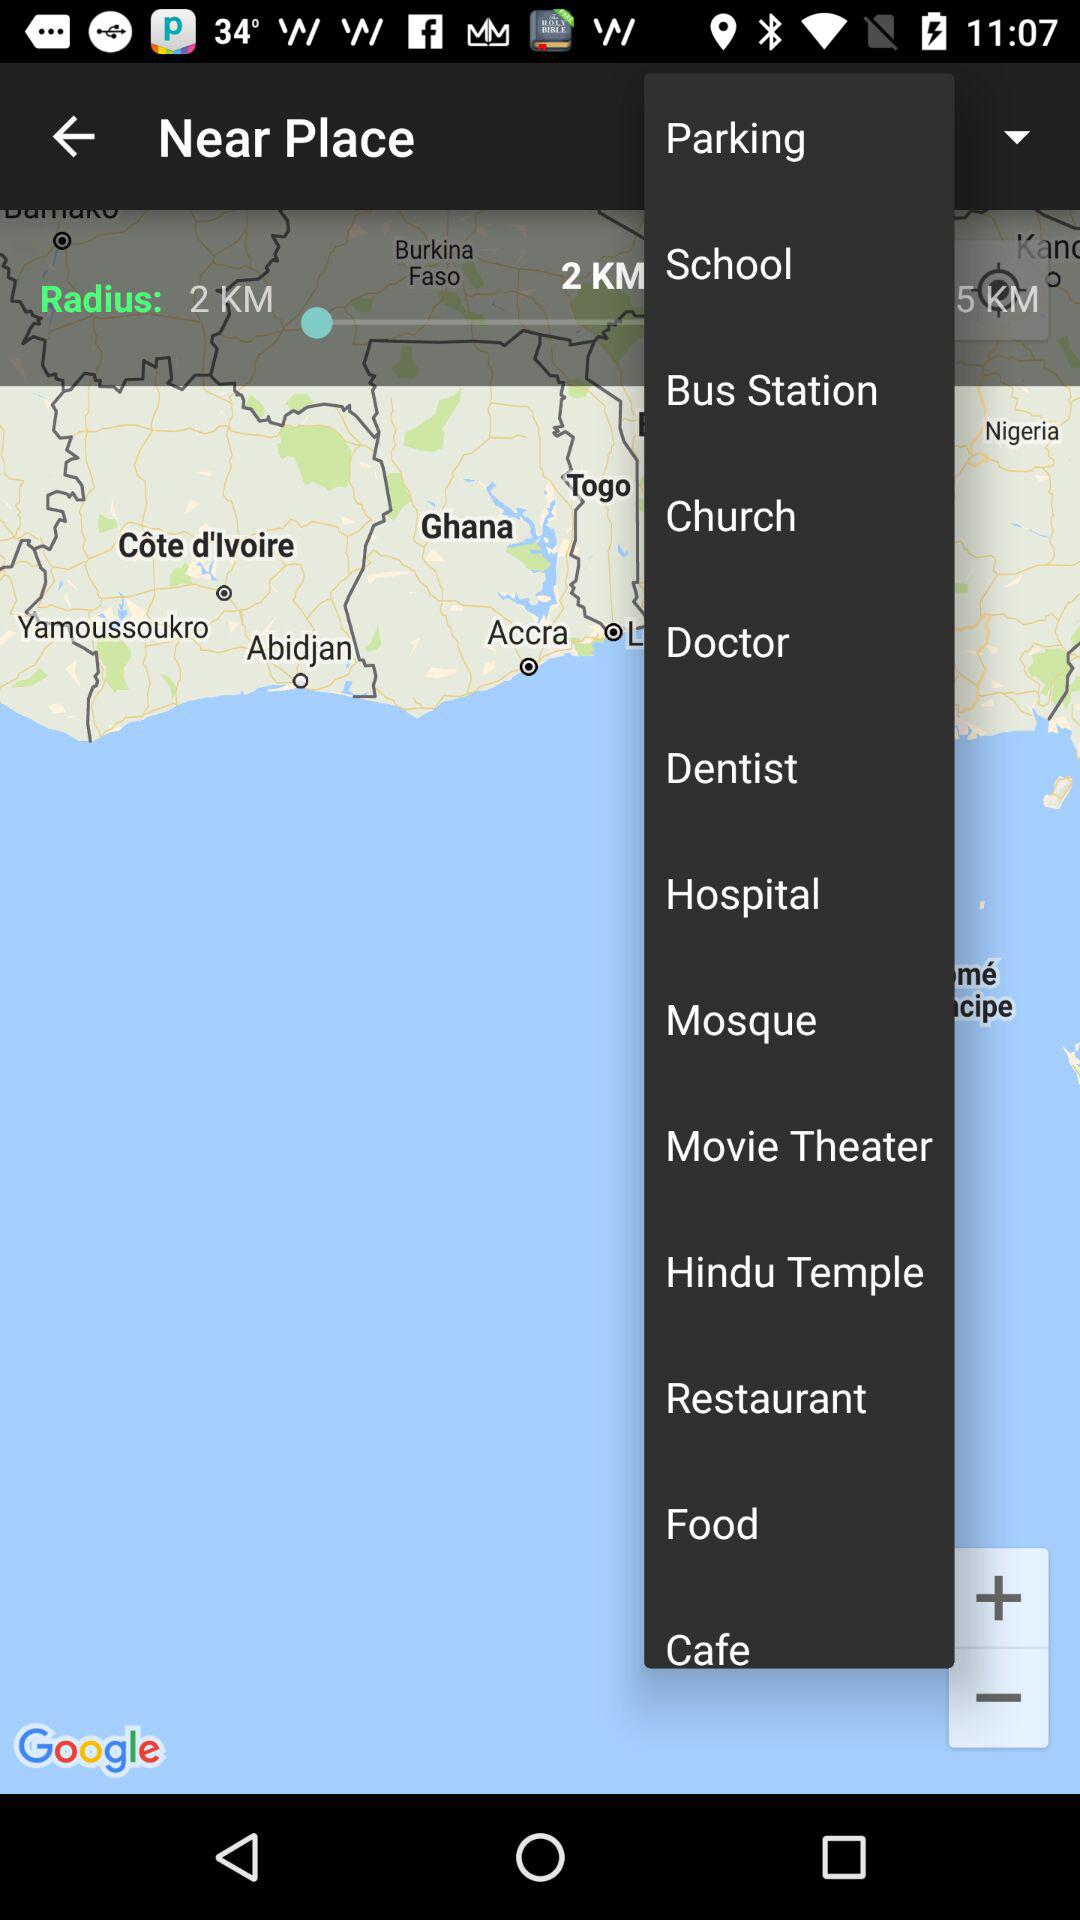 34° 11:07
Near Place
Parking
Burkina
Faso
Radius: 2 KM
2 KM
School
5 KM
Bus Station
Nigeria
Togo
Ghana
Church
Côte d'Ivoire
Yamoussoukro
Abidjan
Accra
Doctor
Dentist
Hospital
Mosque
Movie Theater
Hindu Temple
Restaurant
Food
Cafe
Google